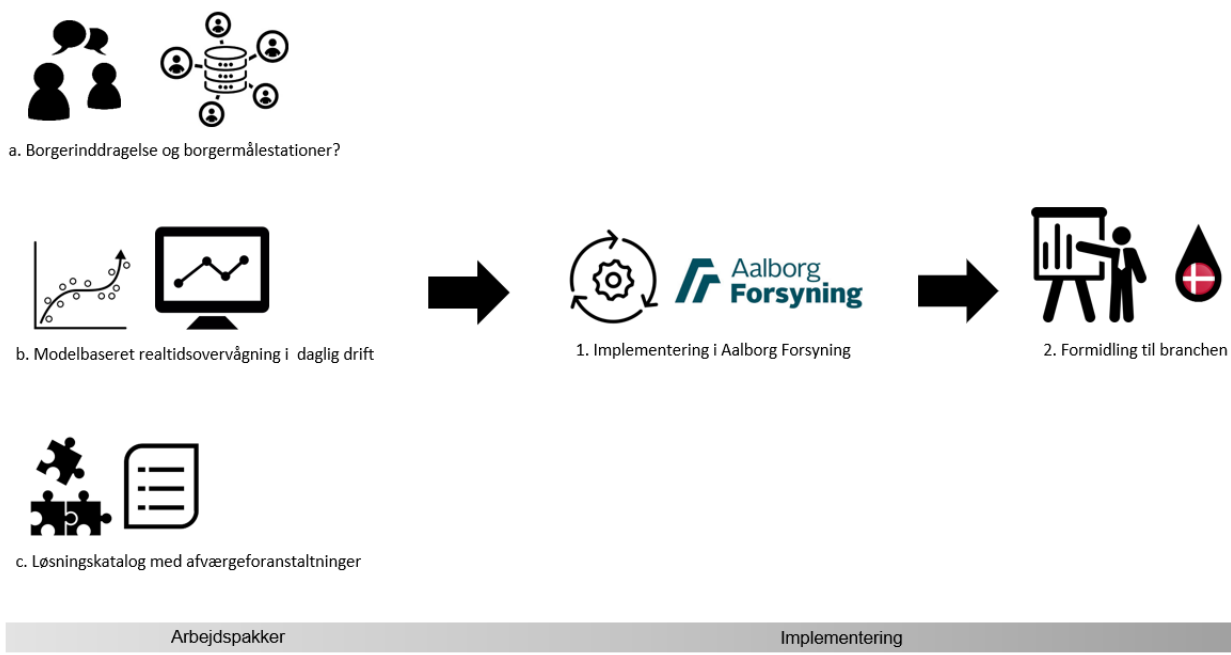 a. Borgerinddragelse og borgermålestationer?
b. Modelbaseret realtidsovervågning i daglig drift
Aalborg
Forsyning
1. Implementering i Aalborg Forsyning
2. Formidling til branchen
c. Løsningskatalog med afværgeforanstaltninger
Arbejdspakker
Implementering